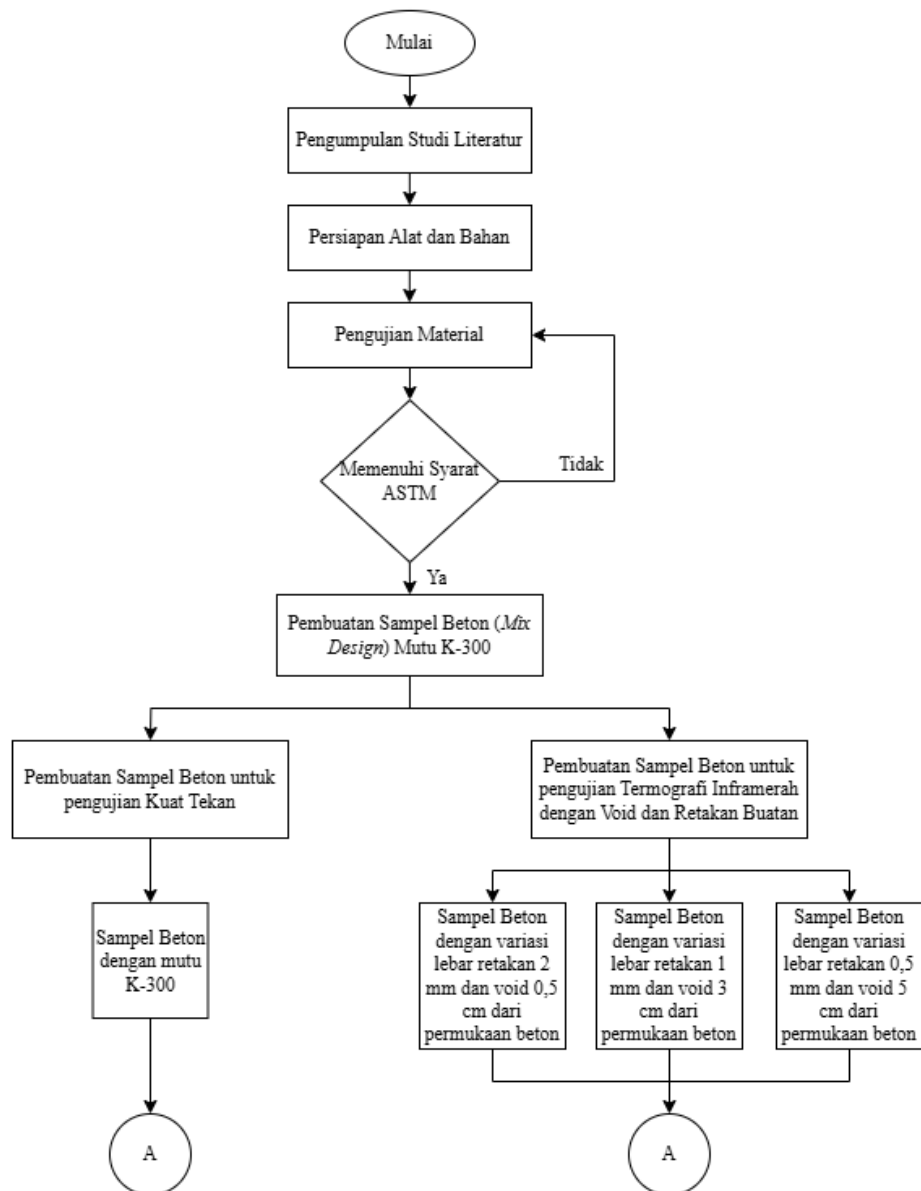 Mulai
Pengumpulan Studi Literatur
Persiapan Alat dan Bahan
Pengujian Material
Memenuhi Syarat
ASTM
Tidak
Ya
Pembuatan Sampel Beton (Mix
Design) Mutu K-300
Pembuatan Sampel Beton untuk
pengujian Kuat Tekan
Pembuatan Sampel Beton untuk
pengujian Termografi Inframerah
dengan Void dan Retakan Buatan
Sampel Beton
dengan mutu
K-300
Sampel Beton
dengan variasi
lebar retakan 2
mm dan void 0,5
cm dari
permukaan beton
Sampel Beton
dengan variasi
lebar retakan 1
mm dan void 3
cm dari
permukaan beton
Sampel Beton
dengan variasi
lebar retakan 0,5
mm dan void 5
cm dari
permukaan beton
A
A